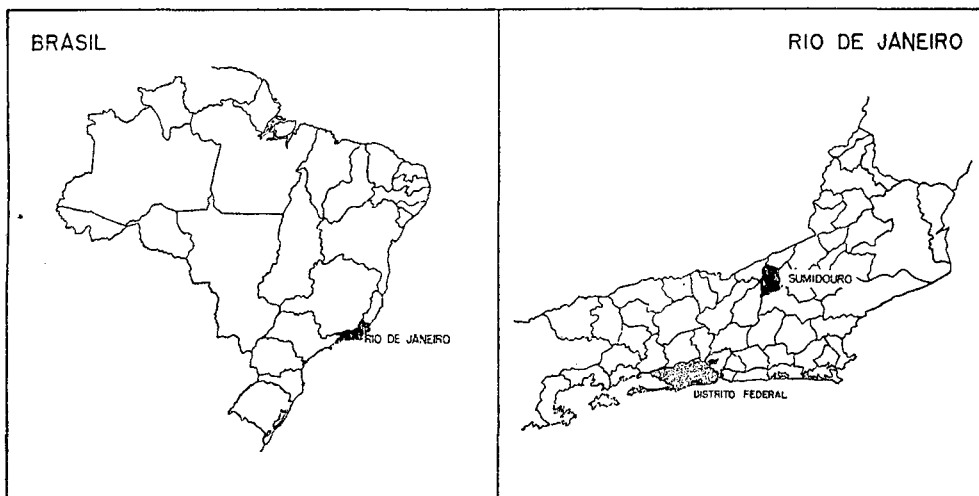 BRASIL
RIO DE JANEIRO
RIO DE JANEIRO
SUMIDOURO
DISTRITO FEDERAL